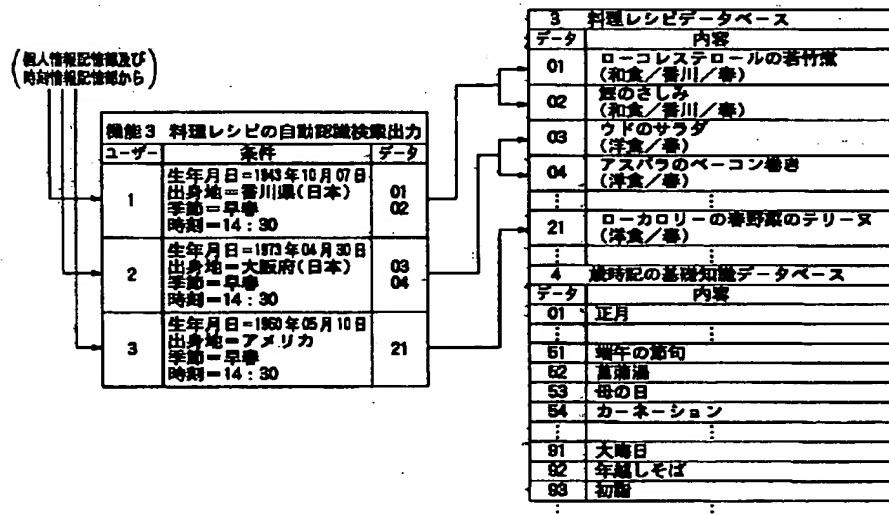 (個人情報記憶部及び
時刻情報記憶部から)
機能3 料理レシピの自動認識検索出力
ユーザー 条件 データ
1
生年月日=1943年10月07日
出身地=香川県(日本)
季節=早春
時刻=14:30
01
02
2
生年月日=1973年04月30日
出身地=大阪府(日本)
季節=早春
時刻=14:30
03
04
3
生年月日=1960年05月10日
出身地=アメリカ
季節=早春
時刻=14:30
21
3 料理レシピデータベース
データ 内容
01 ローコレステロールの若竹煮
(和食/香川/春)
02 鰹のさしみ
(和食/香川/春)
03 ウドのサラダ
(洋食/春)
04 アスパラのベーコン巻き
(洋食/春)
21 ローカロリーの春野菜のテリーヌ
(洋食/春)
4 歳時記の基礎知識データベース
データ 内容
01 正月
51 端午の節句
52 菖蒲湯
53 母の日
54 カーネーション
91 大晦日
92 年越しそば
93 初詣